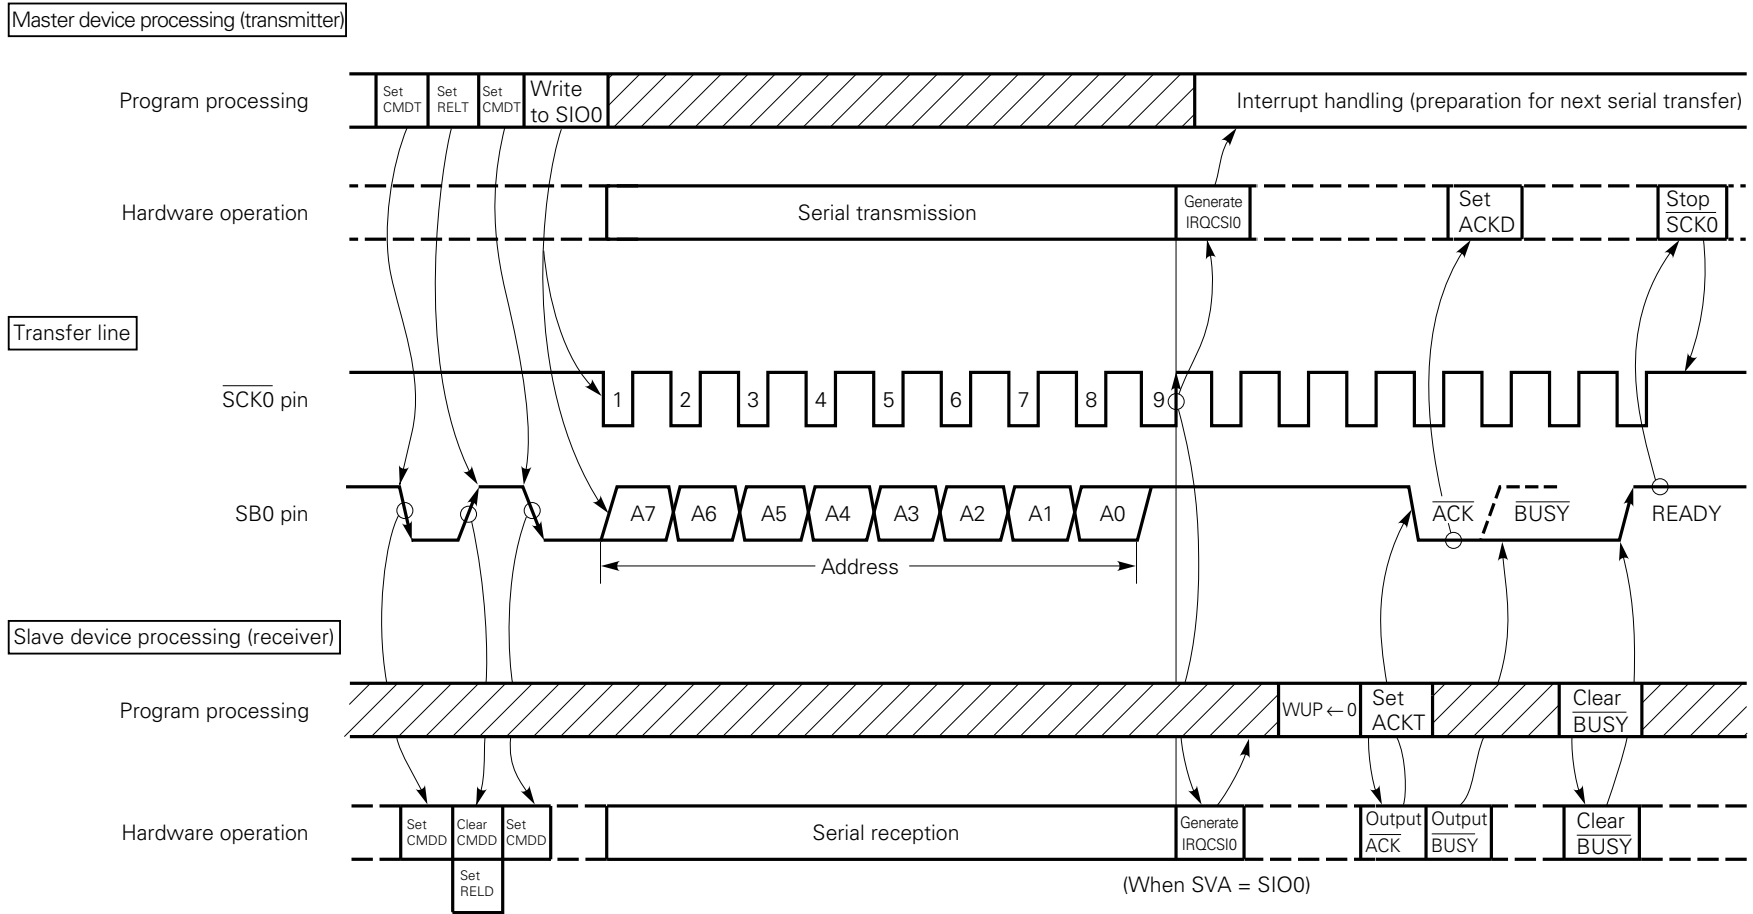 Master device processing (transmitter)
Program processing
Set
CMDT
Set
RELT
Set
CMDT
Write
to SIO0
Interrupt handling (preparation for next serial transfer)
Hardware operation
Serial transmission
Generate
IRQCSI0
Set
ACKD
Stop
SCK0
Transfer line
SCK0 pin
1 2 3 4 5 6 7 8 9
SB0 pin
A7 A6 A5 A4 A3 A2 A1 A0
ACK
BUSY
READY
Address
Slave device processing (receiver)
Program processing
WUP ← 0
Set
ACKT
Clear
BUSY
Hardware operation
Set
CMDD
Clear
CMDD
Set
CMDD
Set
RELD
Serial reception
Generate
IRQCSI0
Output
ACK
Output
BUSY
Clear
BUSY
(When SVA = SIO0)